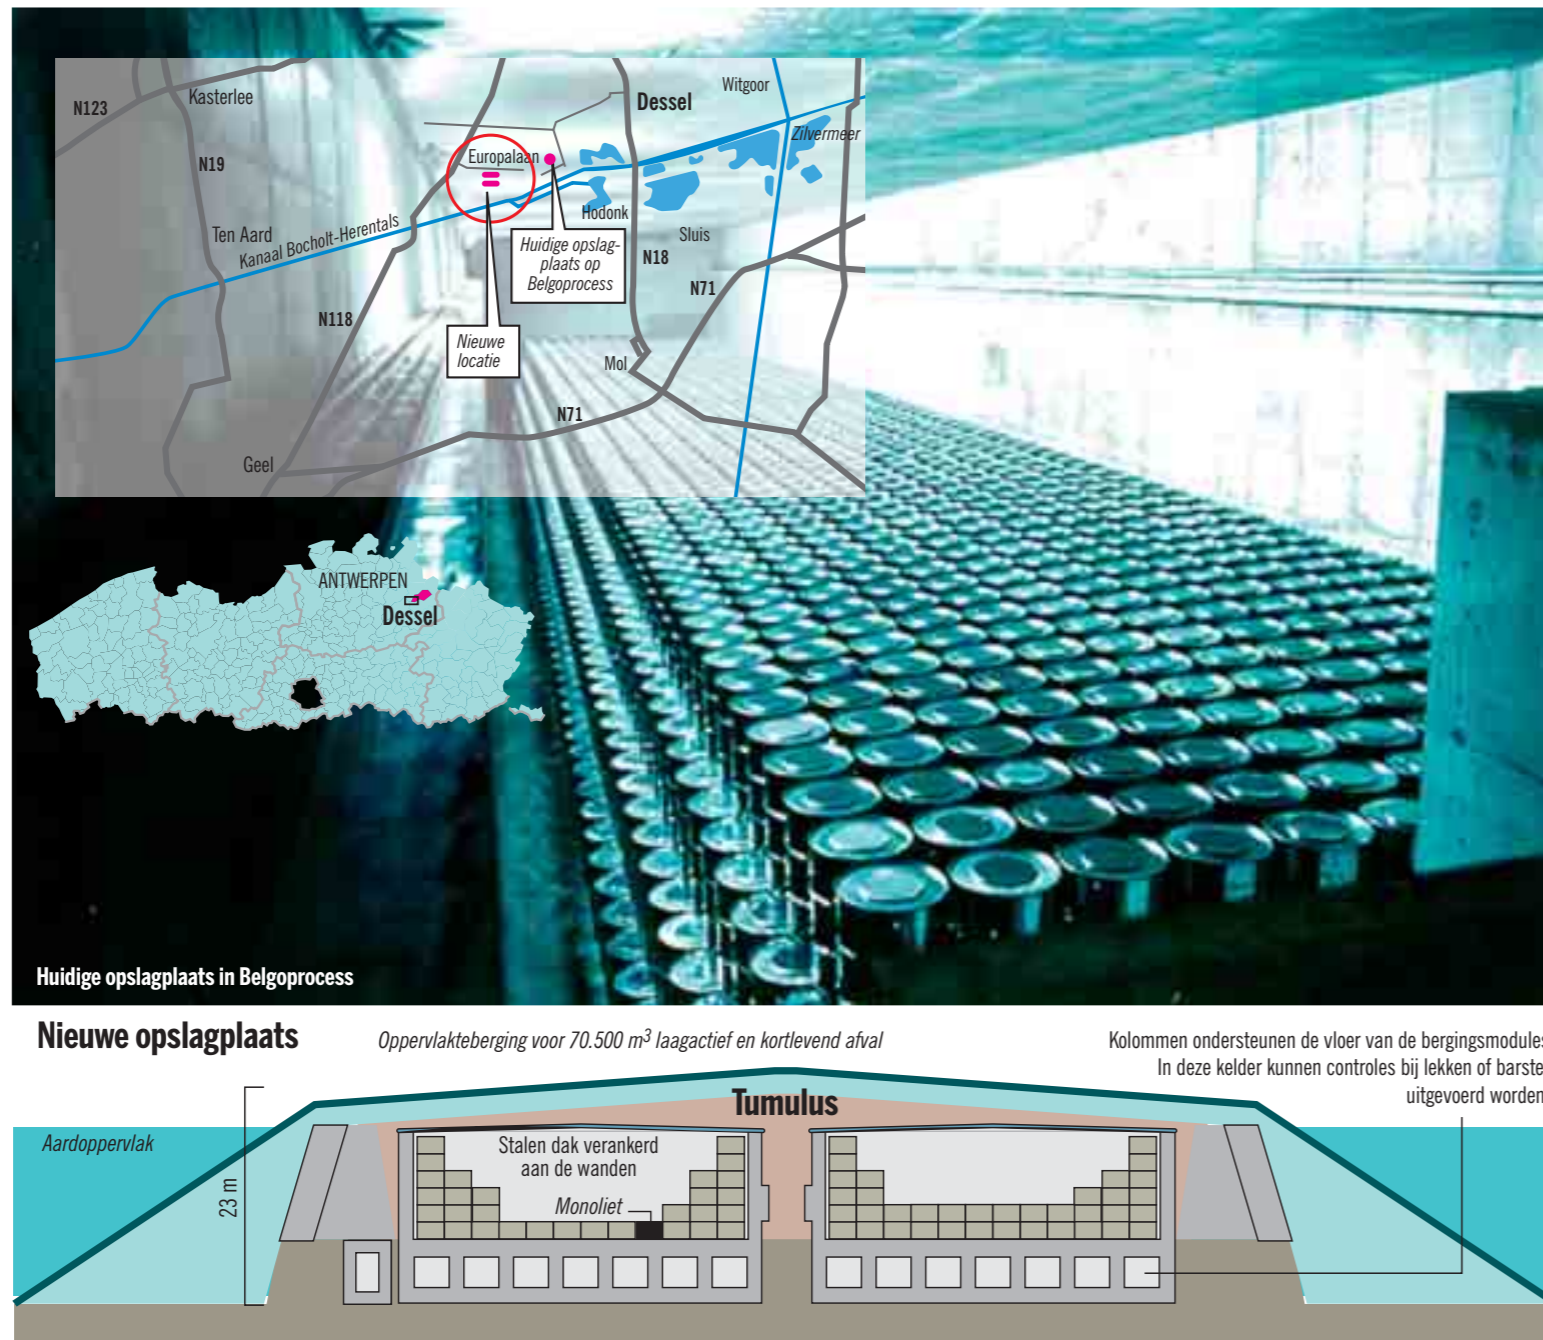 N123
Kasterlee
N19
Ten Aard
Kanaal Bocholt-Herentals
N118
Europalaan
Dessel
Witgoor
Zilvermeer
Hodonk
Sluis
N18
N71
Huidige opslag-
plaats op
Belgoprocess
Nieuwe
locatie
Mol
N71
Geel
ANTWERPEN
Dessel
Huidige opslagplaats in Belgoprocess
Nieuwe opslagplaats
Oppervlakteberging voor 70.500 m³ laagactief en kortlevend afval
Kolommen ondersteunen de vloer van de bergingsmodules
In deze kelder kunnen controles bij lekken of barste
uitgevoerd worden
Tumulus
Aardoppervlak
23 m
Stalen dak verankerd
aan de wanden
Monoliet